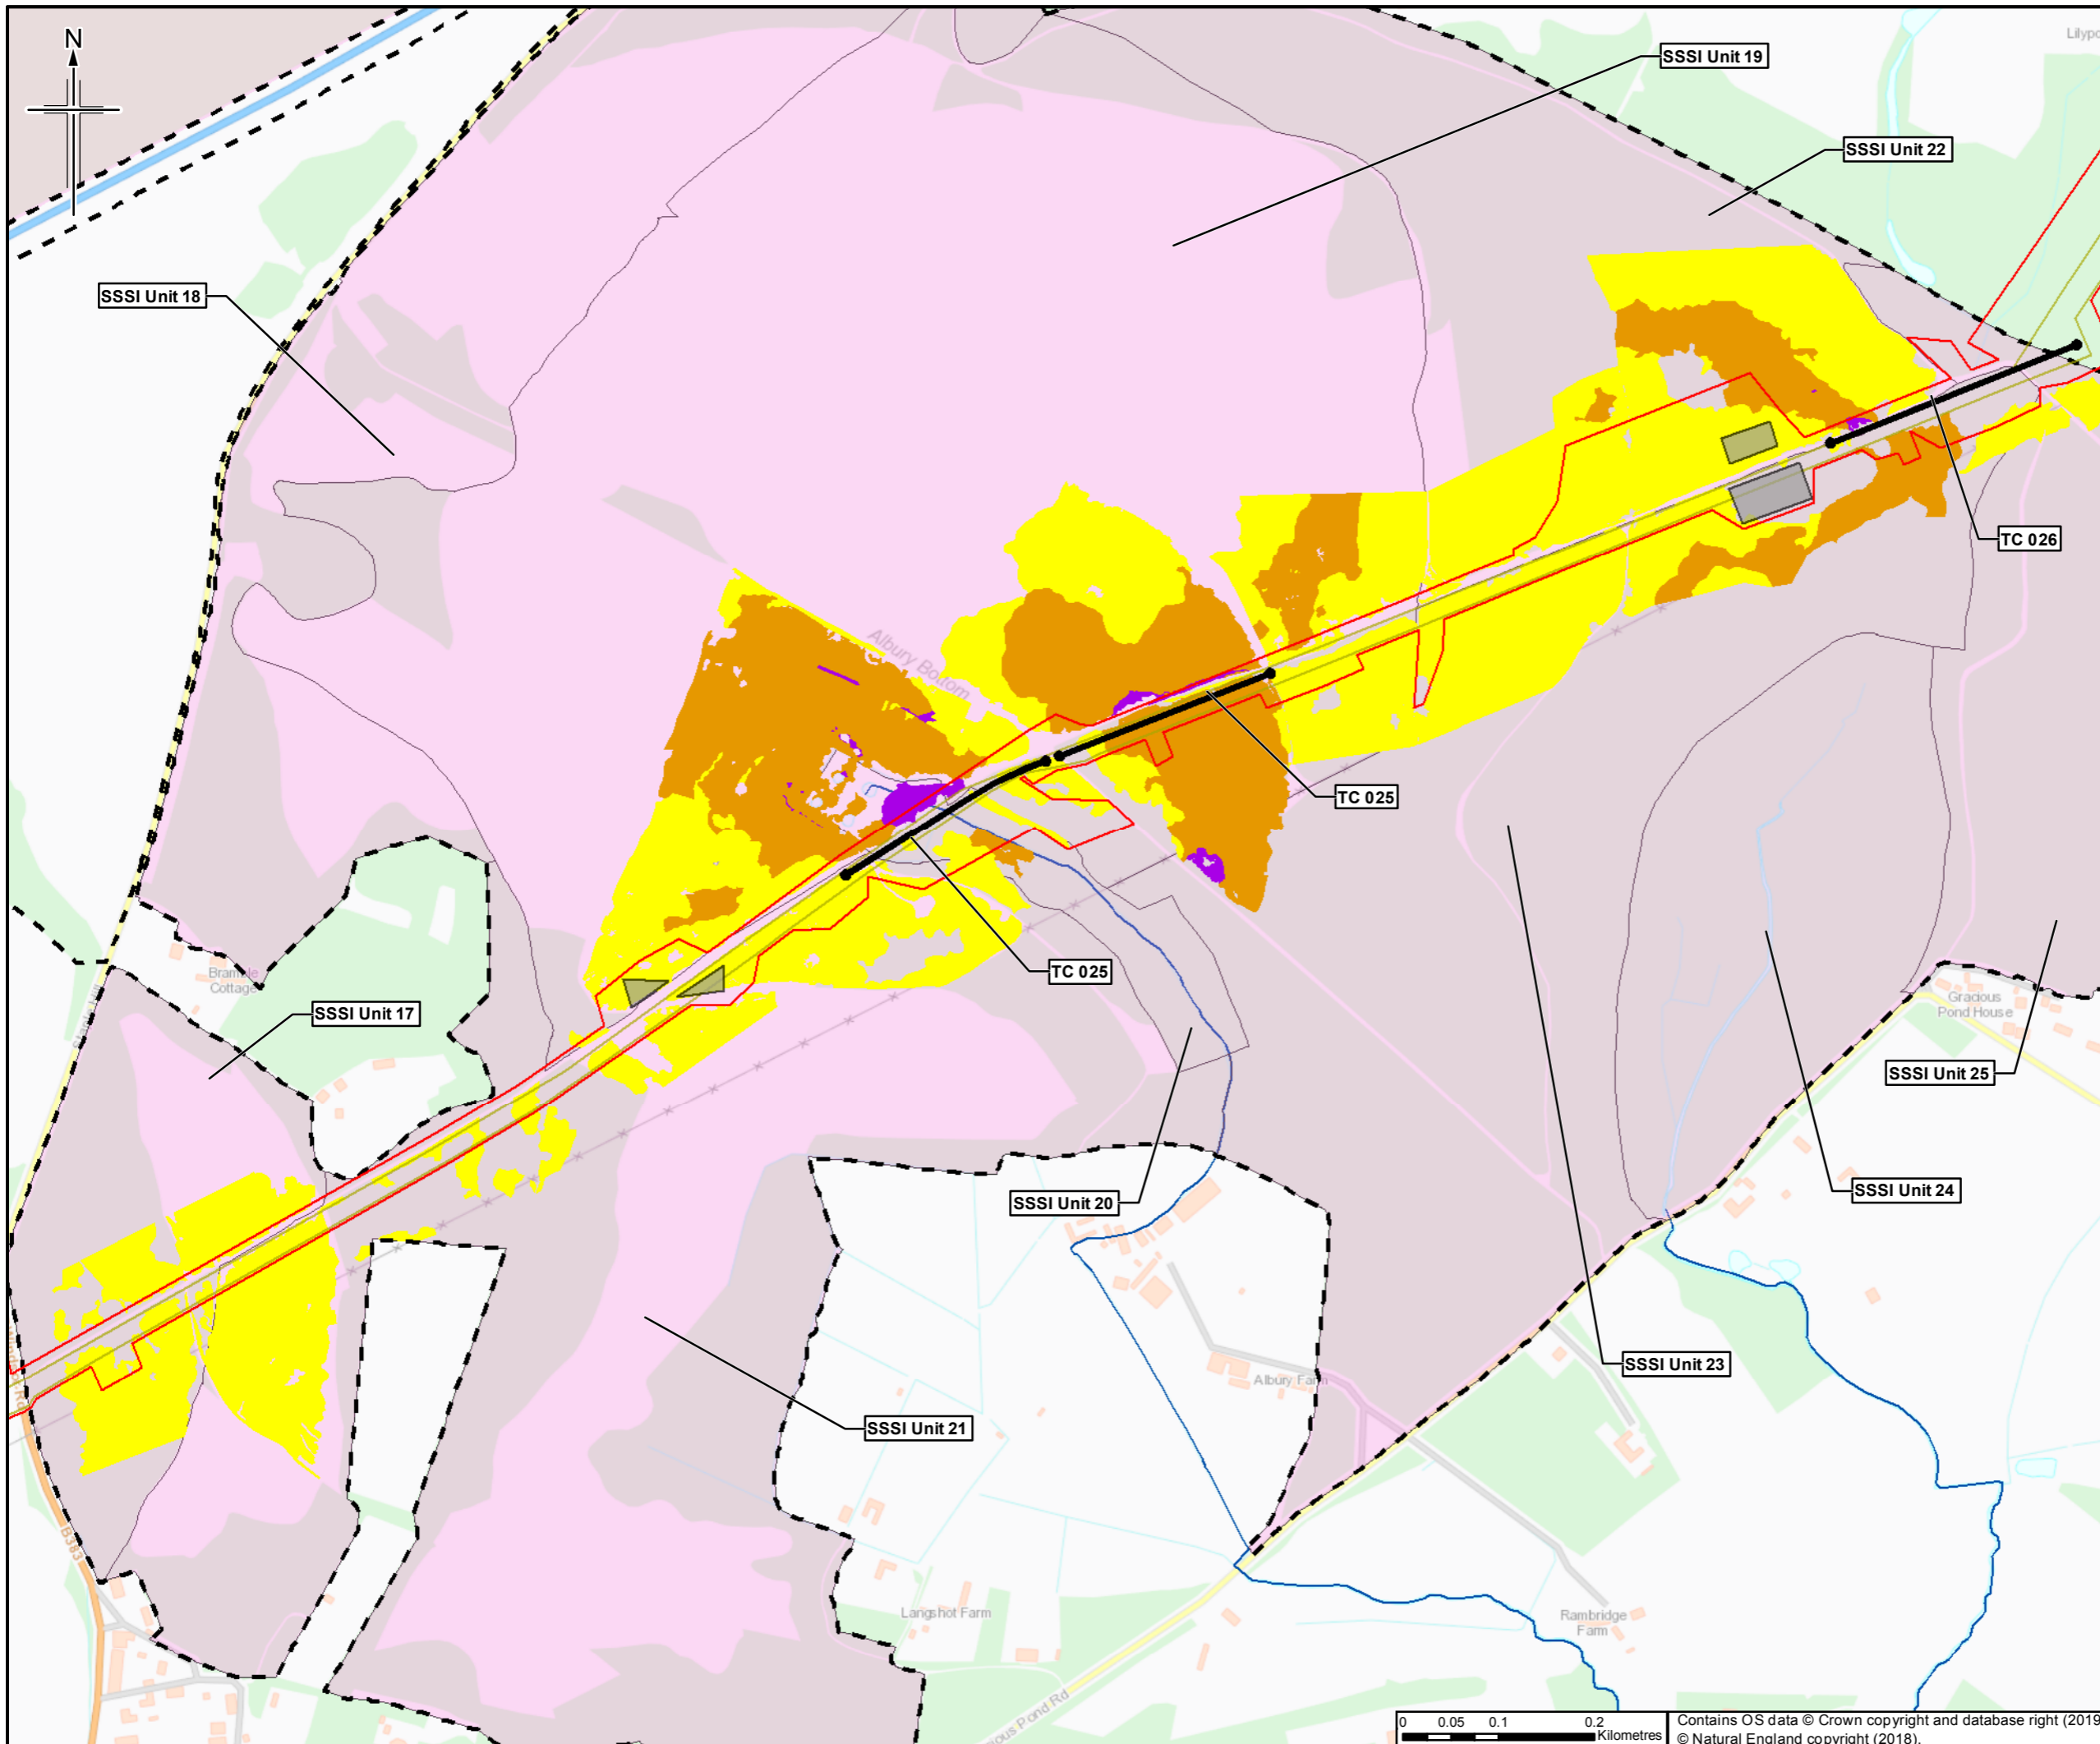 N
SSSI Unit 19
SSSI Unit 22
SSSI Unit 18
TC 026
Albury Bottom
TC 025
TC 025
Bramble
Cottage
SSSI Unit 17
Gracious
Pond House
SSSI Unit 25
SSSI Unit 20
SSSI Unit 24
SSSI Unit 23
Albury Farm
SSSI Unit 21
B383
Langshot Farm
Rambridge
Farm
Pond Rd
0 0.05 0.1 0.2
Kilometres
Contains OS data © Crown copyright and database right (2019
© Natural England copyright (2018).